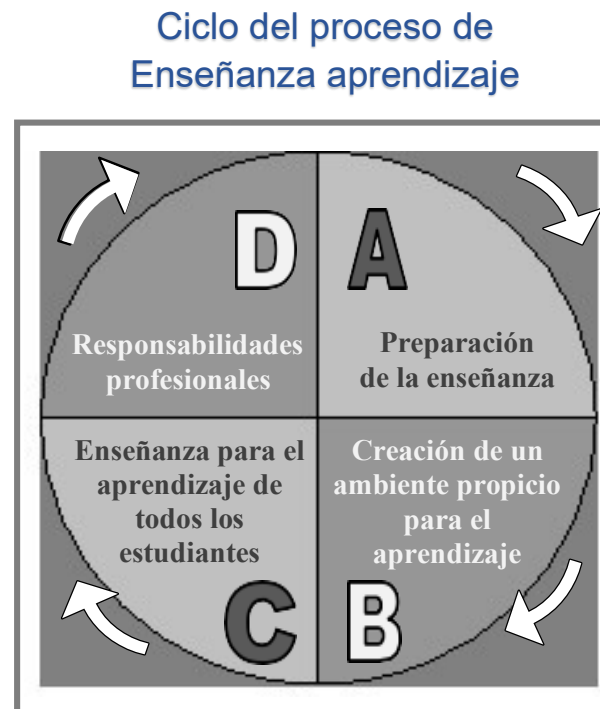 Ciclo del proceso de
Enseñanza aprendizaje
D
Responsabilidades
profesionales
A
Preparación
de la enseñanza
Enseñanza para el
aprendizaje de
todos los
estudiantes
C
Creación de un
ambiente propicio
para el
aprendizaje
B